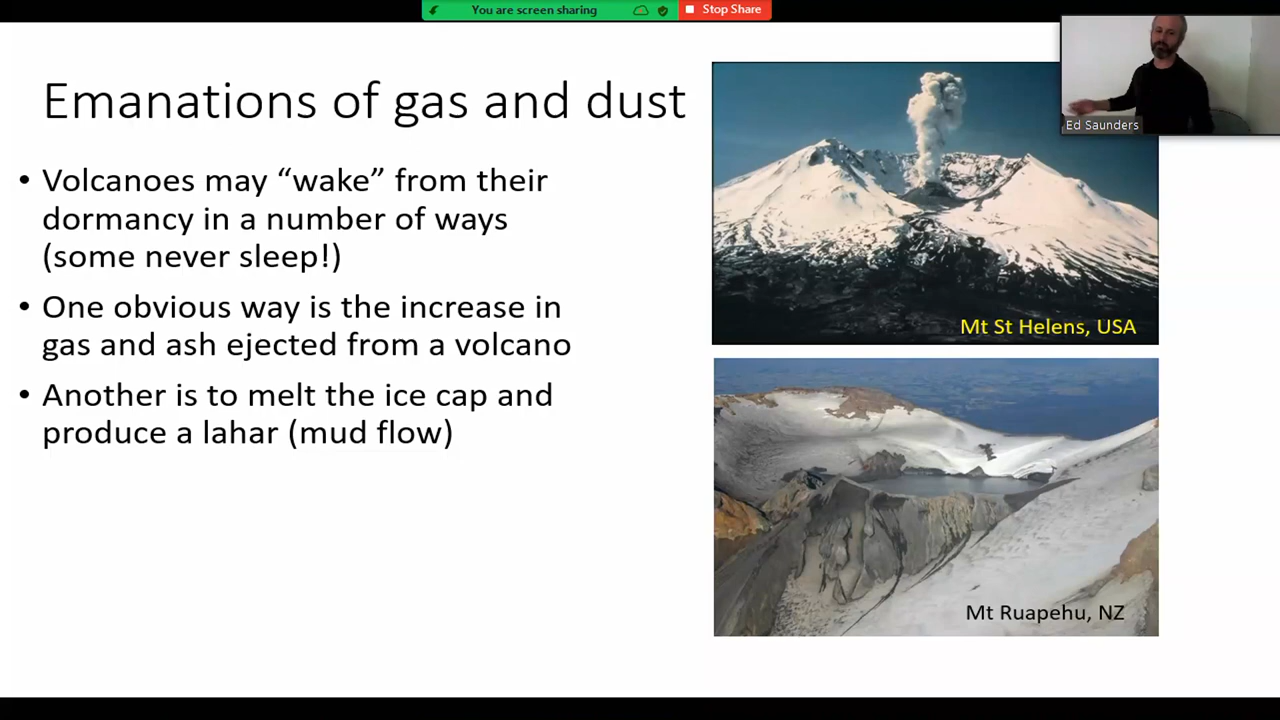 You are screen sharing
Stop Share
Emanations of gas and dust
Ed Saunders
• Volcanoes may “wake” from their
dormancy in a number of ways
(some never sleep!)
• One obvious way is the increase in
gas and ash ejected from a volcano
• Another is to melt the ice cap and
produce a lahar (mud flow)
Mt St Helens, USA
Mt Ruapehu, NZ